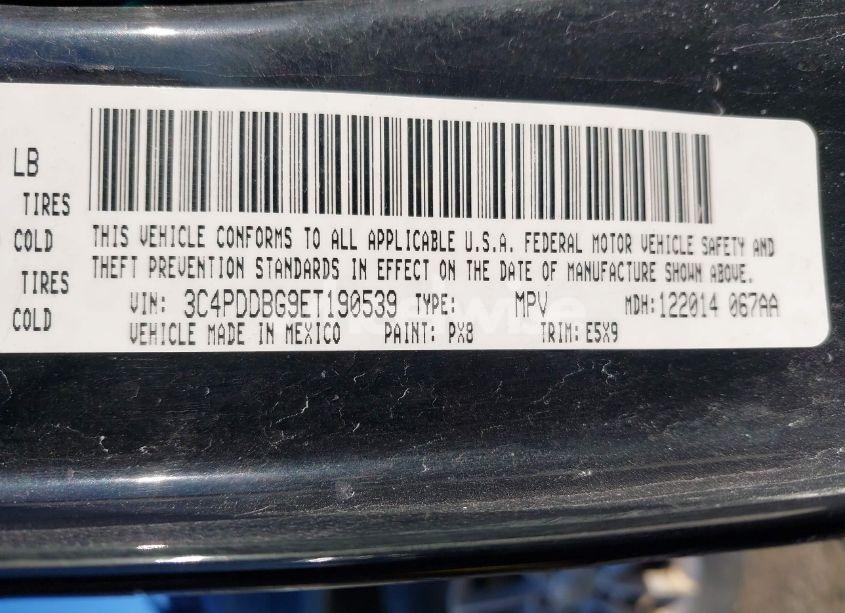 LB
TIRES
COLD
TIRES
COLD
THIS VEHICLE CONFORMS TO ALL APPLICABLE U.S.A. FEDERAL MOTOR VEHICLE SAFETY AND
THEFT PREVENTION STANDARDS IN EFFECT ON THE DATE OF MANUFACTURE SHOWN ABOVE.
VIN: 3C4PDDBG9ET190539 TYPE: MPV MDH: 122014 067AA
VEHICLE MADE IN MEXICO PAINT: PX8 TRIM: E5X9